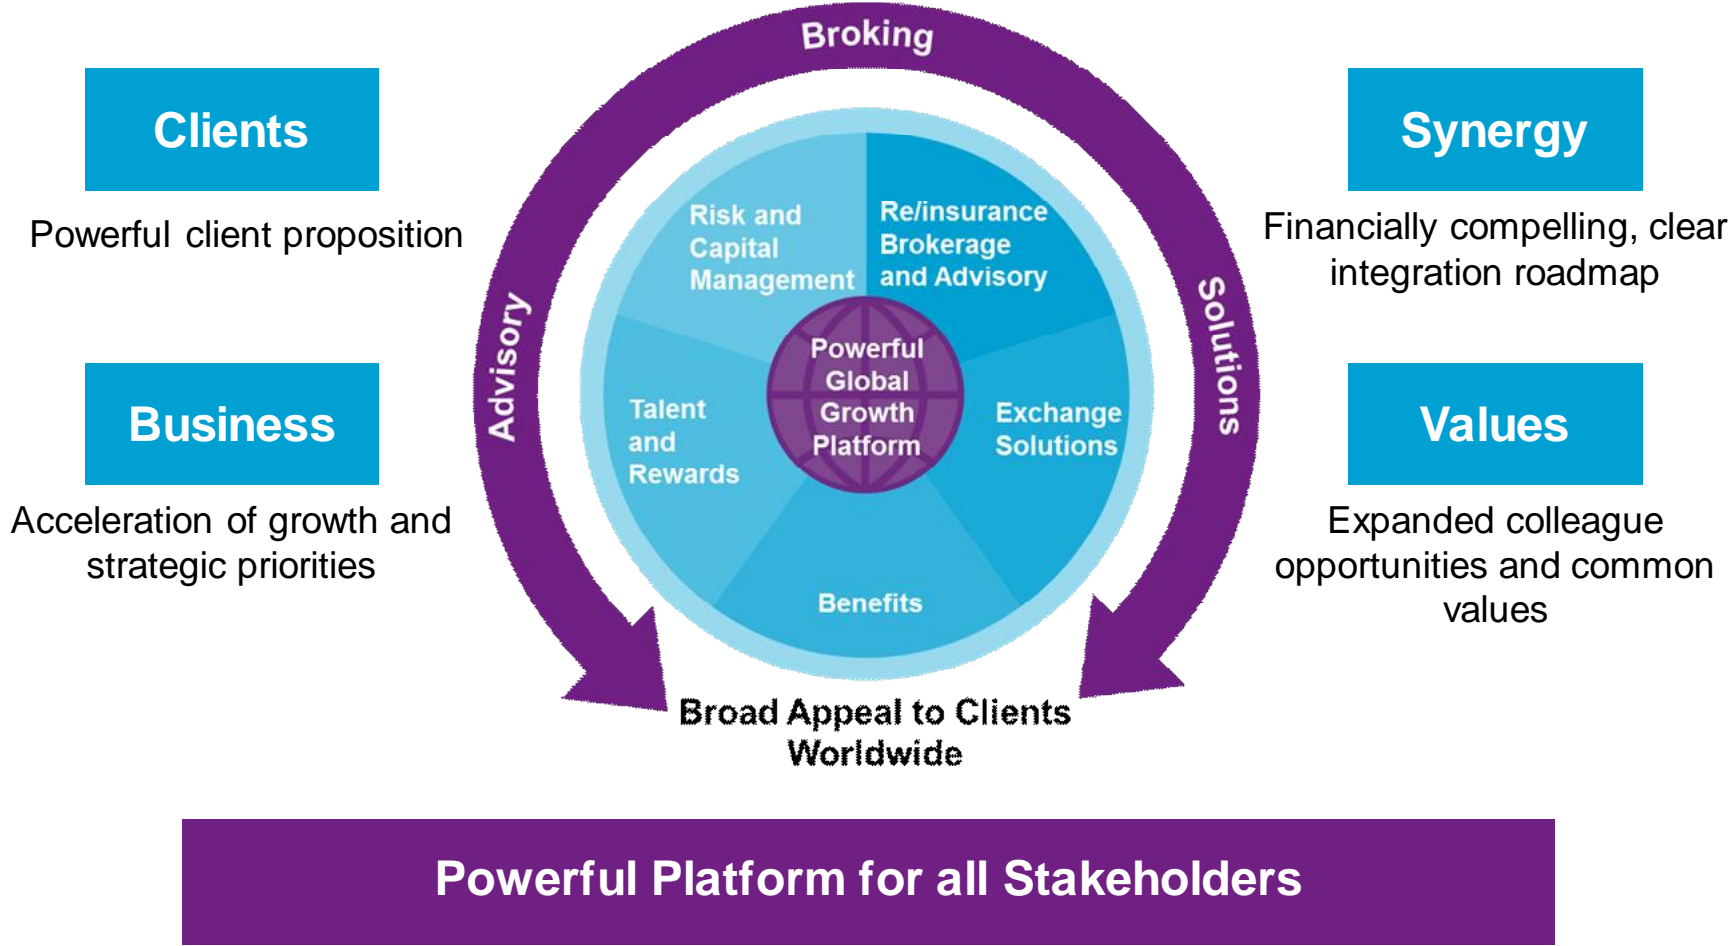 Broking
Advisory
Solutions
Clients
Powerful client proposition
Business
Acceleration of growth and
strategic priorities
Risk and
Capital
Management
Re/insurance
Brokerage
and Advisory
Talent
and
Rewards
Powerful
Global
Growth
Platform
Exchange
Solutions
Benefits
Broad Appeal to Clients
Worldwide
Synergy
Financially compelling, clear
integration roadmap
Values
Expanded colleague
opportunities and common
values
Powerful Platform for all Stakeholders